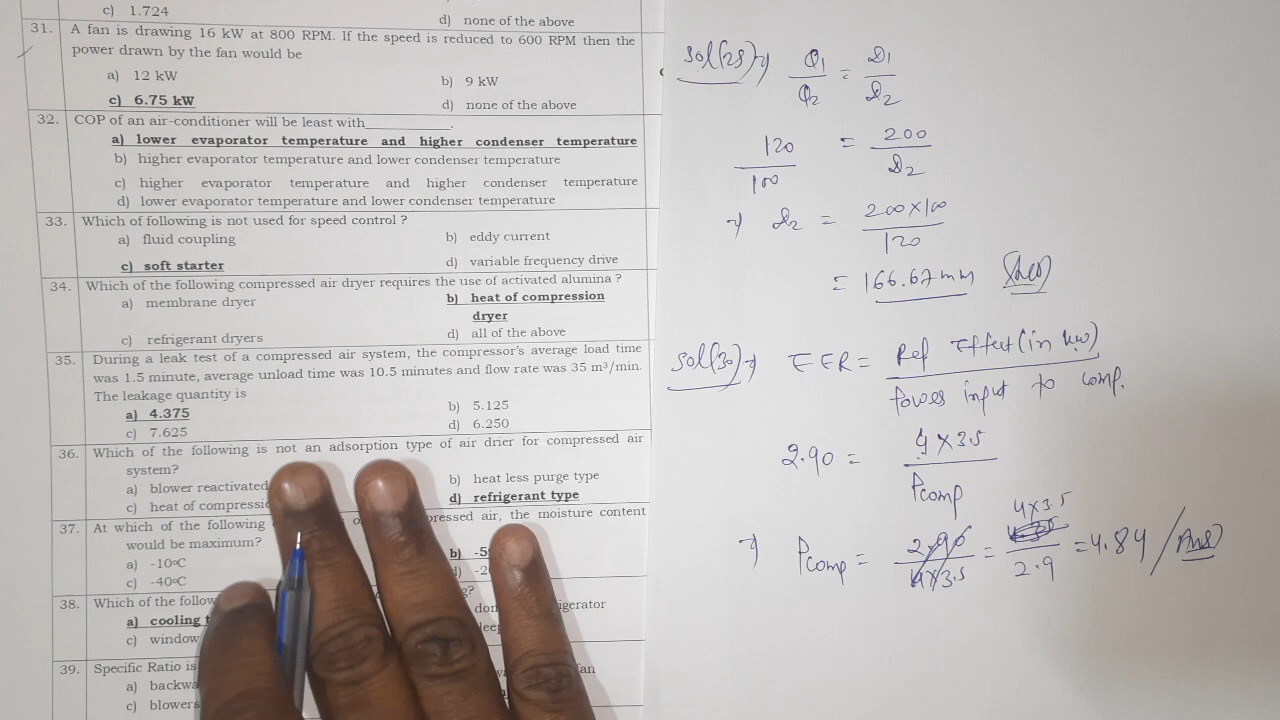 c) 1.724
d) none of the above
31. A fan is drawing 16 kW at 800 RPM. If the speed is reduced to 600 RPM then the
power drawn by the fan would be
a) 12 kW
b) 9 kW
c) 6.75 kW
d) none of the above
32. COP of an air-conditioner will be least with__________.
a) lower evaporator temperature and higher condenser temperature
b) higher evaporator temperature and lower condenser temperature
c) higher evaporator temperature and higher condenser temperature
d) lower evaporator temperature and lower condenser temperature
33. Which of following is not used for speed control ?
a) fluid coupling
b) eddy current
c) soft starter
d) variable frequency drive
34. Which of the following compressed air dryer requires the use of activated alumina ?
a) membrane dryer
b) heat of compression
dryer
c) refrigerant dryers
d) all of the above
35. During a leak test of a compressed air system, the compressor's average load time
was 1.5 minute, average unload time was 10.5 minutes and flow rate was 35 m³/min.
The leakage quantity is
a) 4.375
b) 5.125
c) 7.625
d) 6.250
36. Which of the following is not an adsorption type of air drier for compressed air
system?
a) blower reactivated
b) heat less purge type
c) heat of
d) refrigerant type
37. At which of the following
the moisture content
would be maximum?
a) -10°C
b)
c) -40°C
38. Which of the
a) cooling
c) window
39. Specific Ratio is
a)
c)
Q1 = D1
Q2 D2
120 = 200
100 D2
D2 = 200×100
120
= 166.67mm
Sol(30) EER = Ref Effect (in kw)
Power input to comp.
2.90 = 4×3.5
Pcomp
Pcomp = 2.90 = 4×3.5 = 4.84 / Ans
4×3.5 2.9